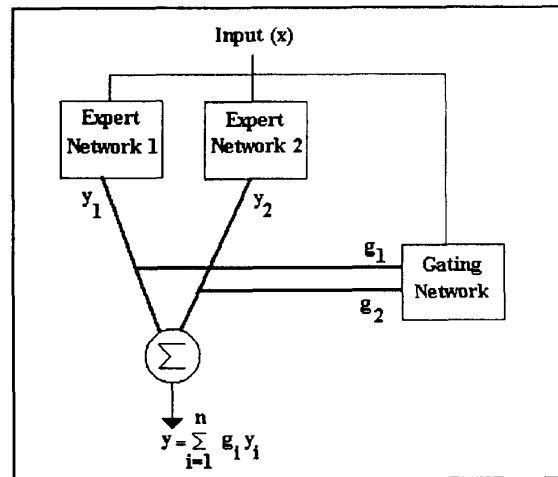 Input (x)
Expert
Network 1
Expert
Network 2
y1
y2
g1
Gating
Network
g2
Σ
y = Σ gi yi
n
i=1